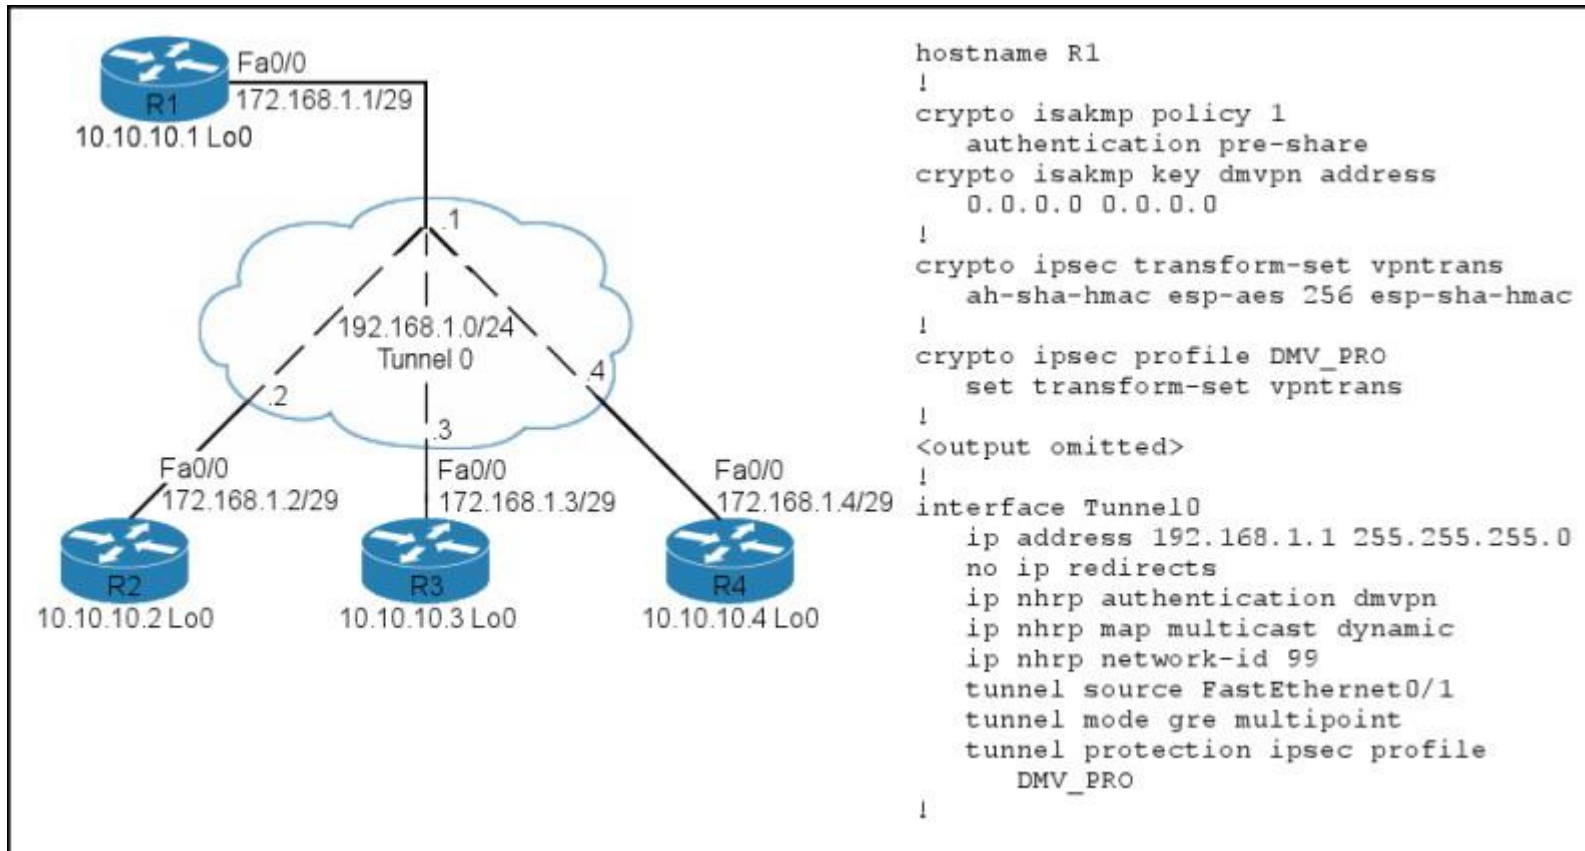 Fa0/0
172.168.1.1/29
R1
10.10.10.1 Lo0
.1
192.168.1.0/24
Tunnel 0
.2
.3
.4
Fa0/0
172.168.1.2/29
Fa0/0
172.168.1.3/29
Fa0/0
172.168.1.4/29
R2
10.10.10.2 Lo0
R3
10.10.10.3 Lo0
R4
10.10.10.4 Lo0
hostname R1
!
crypto isakmp policy 1
authentication pre-share
crypto isakmp key dmvpn address
0.0.0.0 0.0.0.0
!
crypto ipsec transform-set vpntrans
ah-sha-hmac esp-aes 256 esp-sha-hmac
!
crypto ipsec profile DMV_PRO
set transform-set vpntrans
!
<output omitted>
!
interface Tunnel0
ip address 192.168.1.1 255.255.255.0
no ip redirects
ip nhrp authentication dmvpn
ip nhrp map multicast dynamic
ip nhrp network-id 99
tunnel source FastEthernet0/1
tunnel mode gre multipoint
tunnel protection ipsec profile
DMV_PRO
!